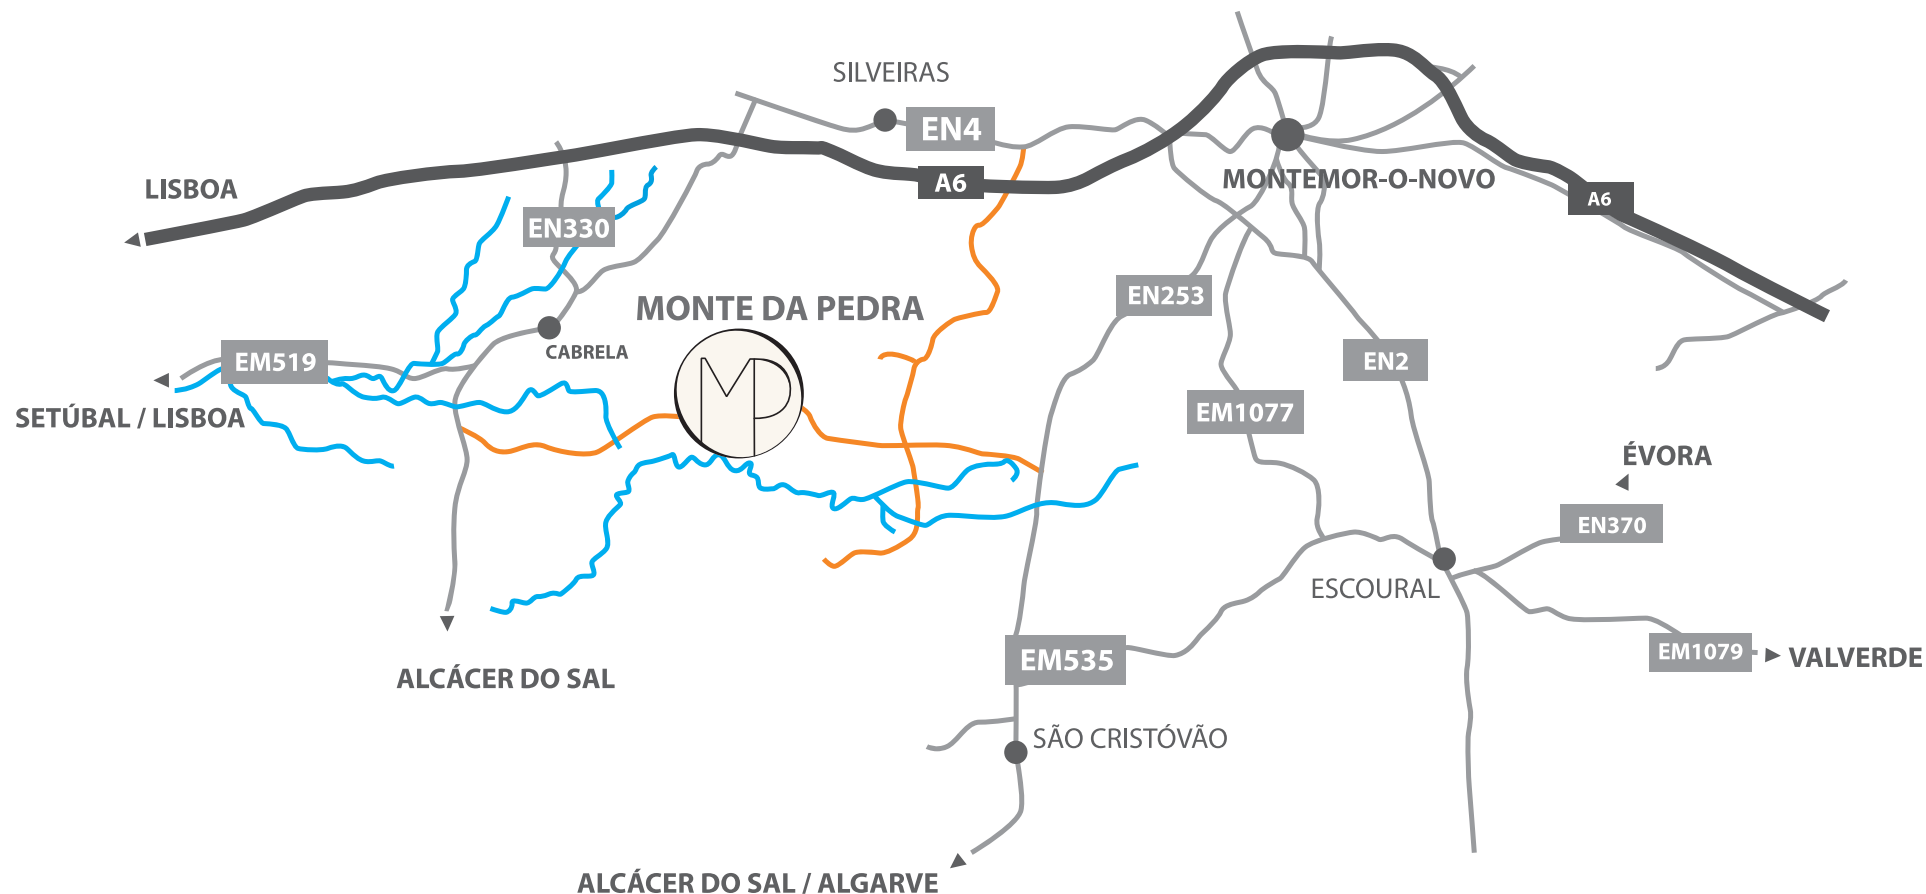 SILVEIRAS
EN4
LISBOA
A6
MONTEMOR-O-NOVO
A6
EN330
EN253
MONTE DA PEDRA
CABRELA
EM519
EN2
MP
SETÚBAL / LISBOA
EM1077
ÉVORA
EN370
ESCOURAL
EM535
EM1079
VALVERDE
ALCÁCER DO SAL
SÃO CRISTÓVÃO
ALCÁCER DO SAL / ALGARVE